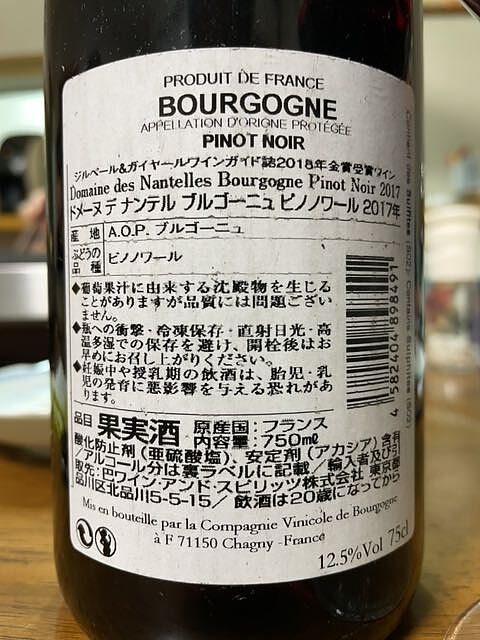 PRODUIT DE FRANCE
BOURGOGNE
APPELLATION D'ORIGNE PROTÉGÉE
PINOT NOIR
ジルベール&ガイヤールワインガイド誌2018年金賞受賞ワイン
Domaine des Nantelles Bourgogne Pinot Noir 2017
ドメーヌ デ ナンテル ブルゴーニュ ピノノワール 2017年
産 地 A.O.P. ブルゴーニュ
ぶどうの品種 ピノノワール
◆葡萄果汁に由来する沈殿物を生じる
ことがありますが品質には問題ござい
ません。
◆瓶への衝撃・冷凍保存・直射日光・高
温多湿での保存を避け、開栓後はお
早めにお召し上がりください。
◆妊娠中や授乳期の飲酒は、胎児・乳
児の発育に悪影響を与える恐れがあ
ります。
4 582404 898491
Contient des Sulfites (SO2) Contains Sulphites (SO2)
品目 果実酒 原産国:フランス
内容量:750mℓ
酸化防止剤(亜硫酸塩)、安定剤(アカシア)含有
/アルコール分は裏ラベルに記載/輸入者及び引
取先:巴ワイン・アンド・スピリッツ株式会社 東京都
品川区北品川5-5-15/ 飲酒は20歳になってから
Mis en bouteille par la Compagnie Vinicole de Bourgogne
à F 71150 Chagny -France
12.5%Vol 75cl